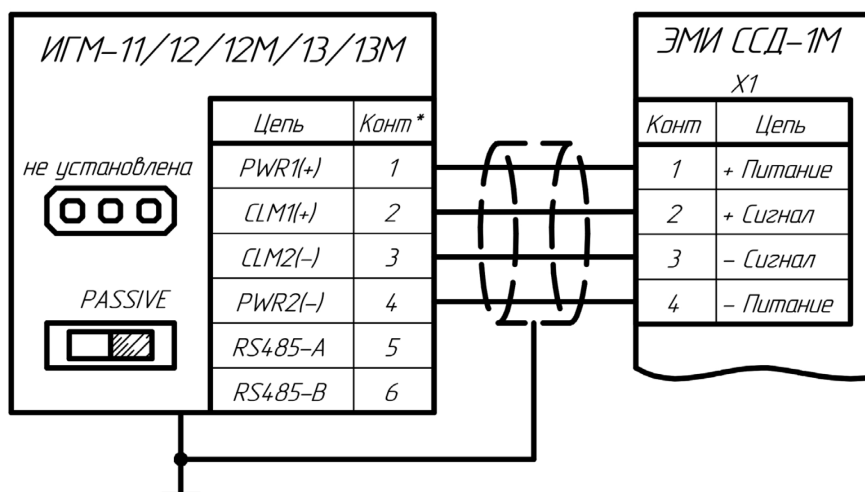 ИГМ-11/12/12М/13/13М
Цепь Конт*
не установлена
PWR1(+) 1
CLM1(+) 2
CLM2(-) 3
PASSIVE
PWR2(-) 4
RS485-A 5
RS485-B 6
ЭМИ ССД-1М
X1
Конт Цепь
1 + Питание
2 + Сигнал
3 - Сигнал
4 - Питание